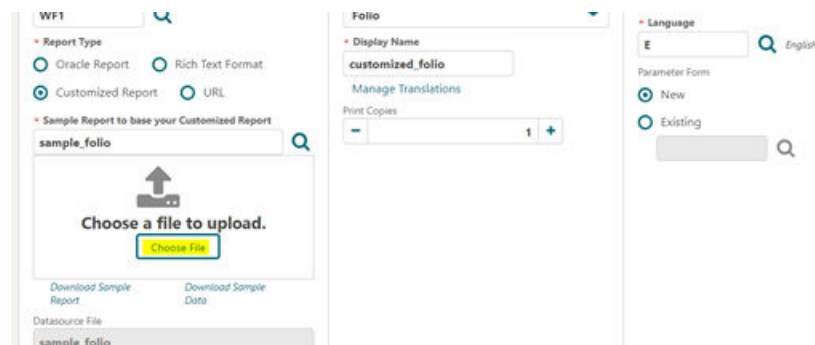 WF1
* Report Type
Oracle Report Rich Text Format
Customized Report URL
* Sample Report to base your Customized Report
sample_folio
Choose a file to upload.
Choose File
Download Sample Report
Download Sample Data
Datasource File
sample_folio
Folio
* Display Name
customized_folio
Manage Translations
Print Copies
- 1 +
* Language
E English
Parameter Form
New
Existing